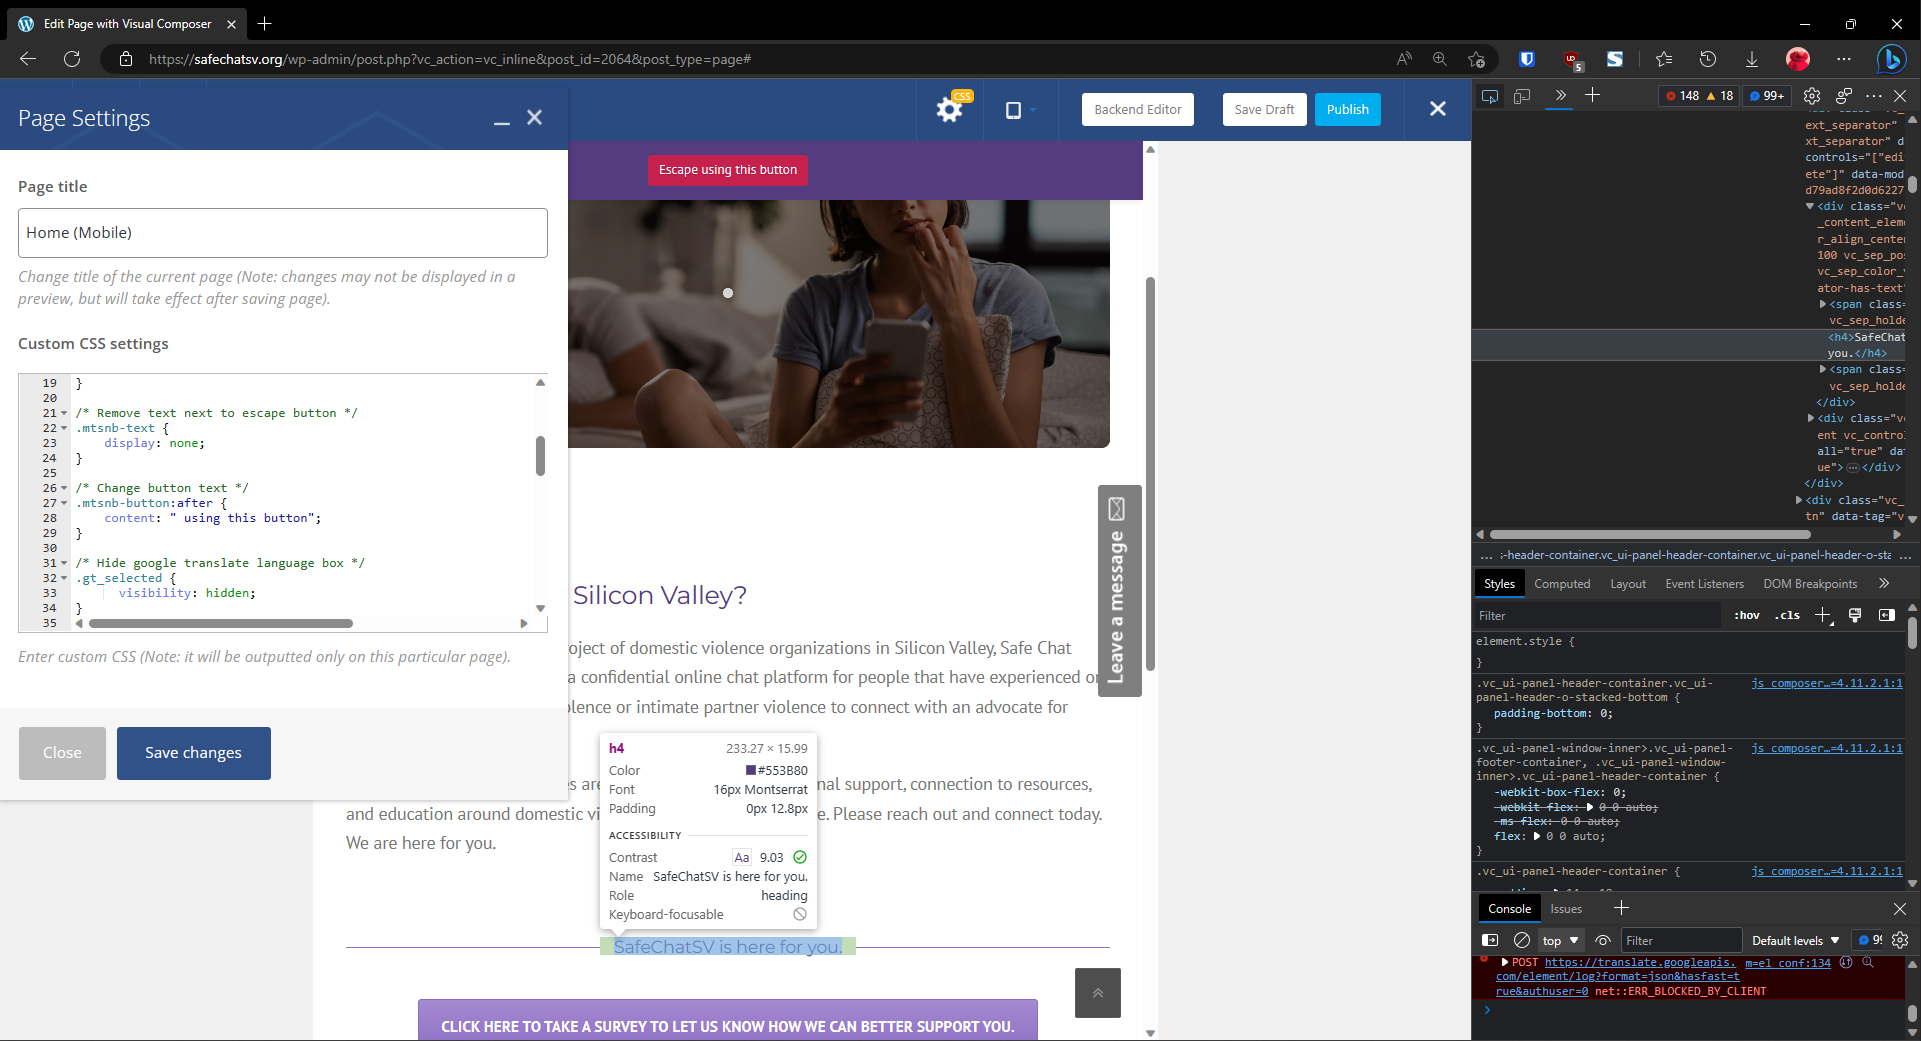 Edit Page with Visual Composer
https://safechatsv.org/wp-admin/post.php?vc_action=vc_inline&post_id=2064&post_type=page#
Page Settings
CSS
Backend Editor
Save Draft
Publish
Page title
Home (Mobile)
Change title of the current page (Note: changes may not be displayed in a
preview, but will take effect after saving page).
Custom CSS settings
19 }
20
21 /* Remove text next to escape button */
22 .mtsnb-text {
23 display: none;
24 }
25
26 /* Change button text */
27 .mtsnb-button:after {
28 content: " using this button";
29 }
30
31 /* Hide google translate language box */
32 .gt_selected {
33 visibility: hidden;
34 }
35
Enter custom CSS (Note: it will be outputted only on this particular page).
Close
Save changes
Escape using this button
Silicon Valley?
oject of domestic violence organizations in Silicon Valley, Safe Chat
a confidential online chat platform for people that have experienced or
olence or intimate partner violence to connect with an advocate for
s are
nal support, connection to resources,
and education around domestic vi
e. Please reach out and connect today.
We are here for you.
h4 233.27 × 15.99
Color #553B80
Font 16px Montserrat
Padding 0px 12.8px
ACCESSIBILITY
Contrast Aa 9.03
Name SafeChatSV is here for you.
Role heading
Keyboard-focusable
SafeChatSV is here for you.
CLICK HERE TO TAKE A SURVEY TO LET US KNOW HOW WE CAN BETTER SUPPORT YOU.
Leave a message
148 18 99+
ext_separator"
xt_separator" d
controls="["edi
ete"]" data-mod
d79ad8f2d0d6227
<div class="vc
_content_elem
r_align_cente
100 vc_sep_pos
vc_sep_color_
ator-has-text"
<span class=
vc_sep_holde
<h4>SafeChat
you.</h4>
<span class=
vc_sep_holde
</div>
<div class="vc
ent vc_contro
all="true" dat
ue"> … </div>
</div>
<div class="vc_
tn" data-tag="v
... s-header-container.vc_ui-panel-header-container.vc_ui-panel-header-o-sta ...
Styles Computed Layout Event Listeners DOM Breakpoints
Filter :hov .cls
element.style {
}
.vc_ui-panel-header-container.vc_ui- js_composer…=4.11.2.1:1
panel-header-o-stacked-bottom {
padding-bottom: 0;
}
.vc_ui-panel-window-inner>.vc_ui-panel- js_composer…=4.11.2.1:1
footer-container, .vc_ui-panel-window-
inner>.vc_ui-panel-header-container {
-webkit-box-flex: 0;
-webkit-flex: 0 0 auto;
-ms-flex: 0 0 auto;
flex: 0 0 auto;
}
.vc_ui-panel-header-container { js_composer…=4.11.2.1:1
Console Issues
top Filter Default levels
POST https://translate.googleapis. m=el_conf:134
com/element/log?format=json&hasfast=t
rue&authuser=0 net::ERR_BLOCKED_BY_CLIENT